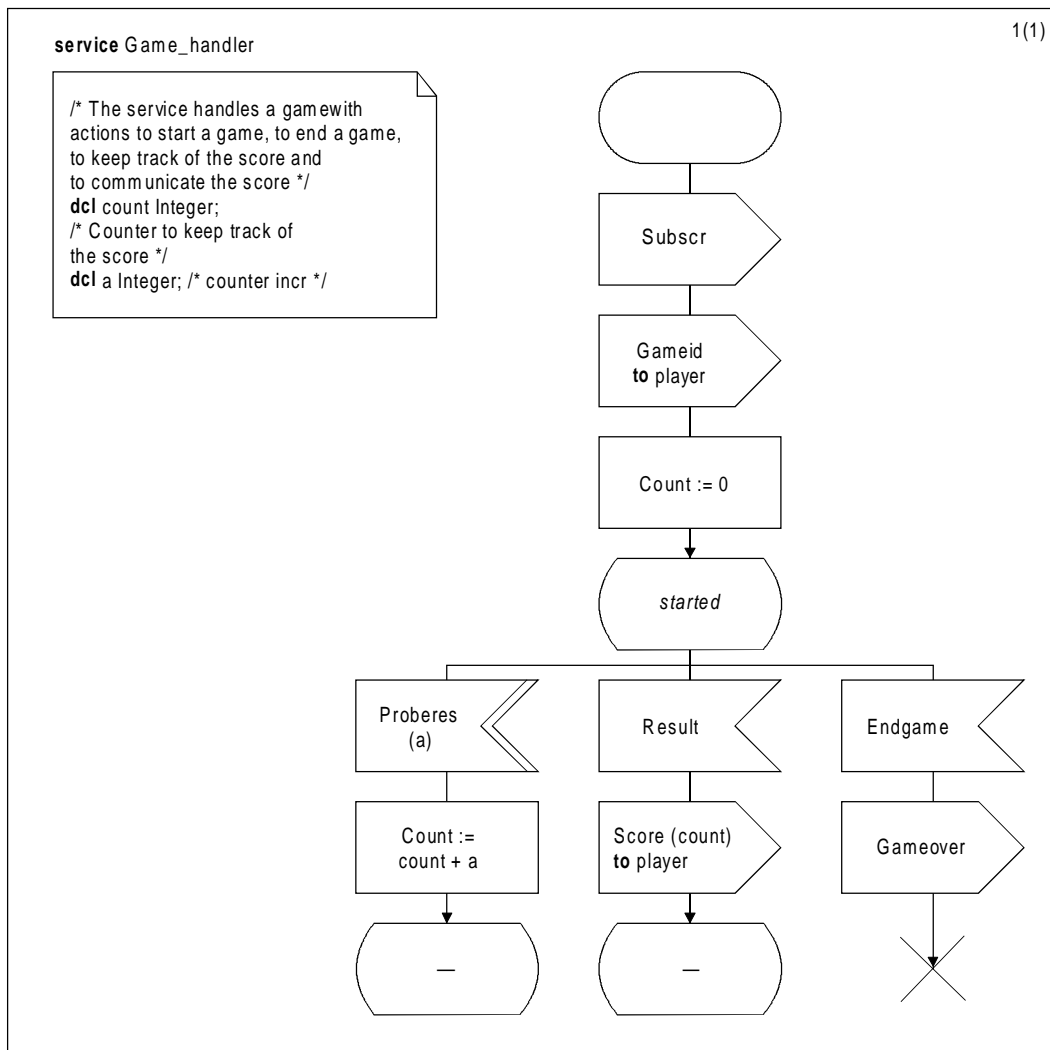 1(1)
service Game_handler
/* The service handles a gamewith
actions to start a game, to end a game,
to keep track of the score and
to communicate the score */
dcl count Integer;
/* Counter to keep track of
the score */
dcl a Integer; /* counter incr */
Subscr
Gameid
to player
Count := 0
started
Proberes
(a)
Result
Endgame
Count :=
count + a
Score (count)
to player
Gameover
—
—